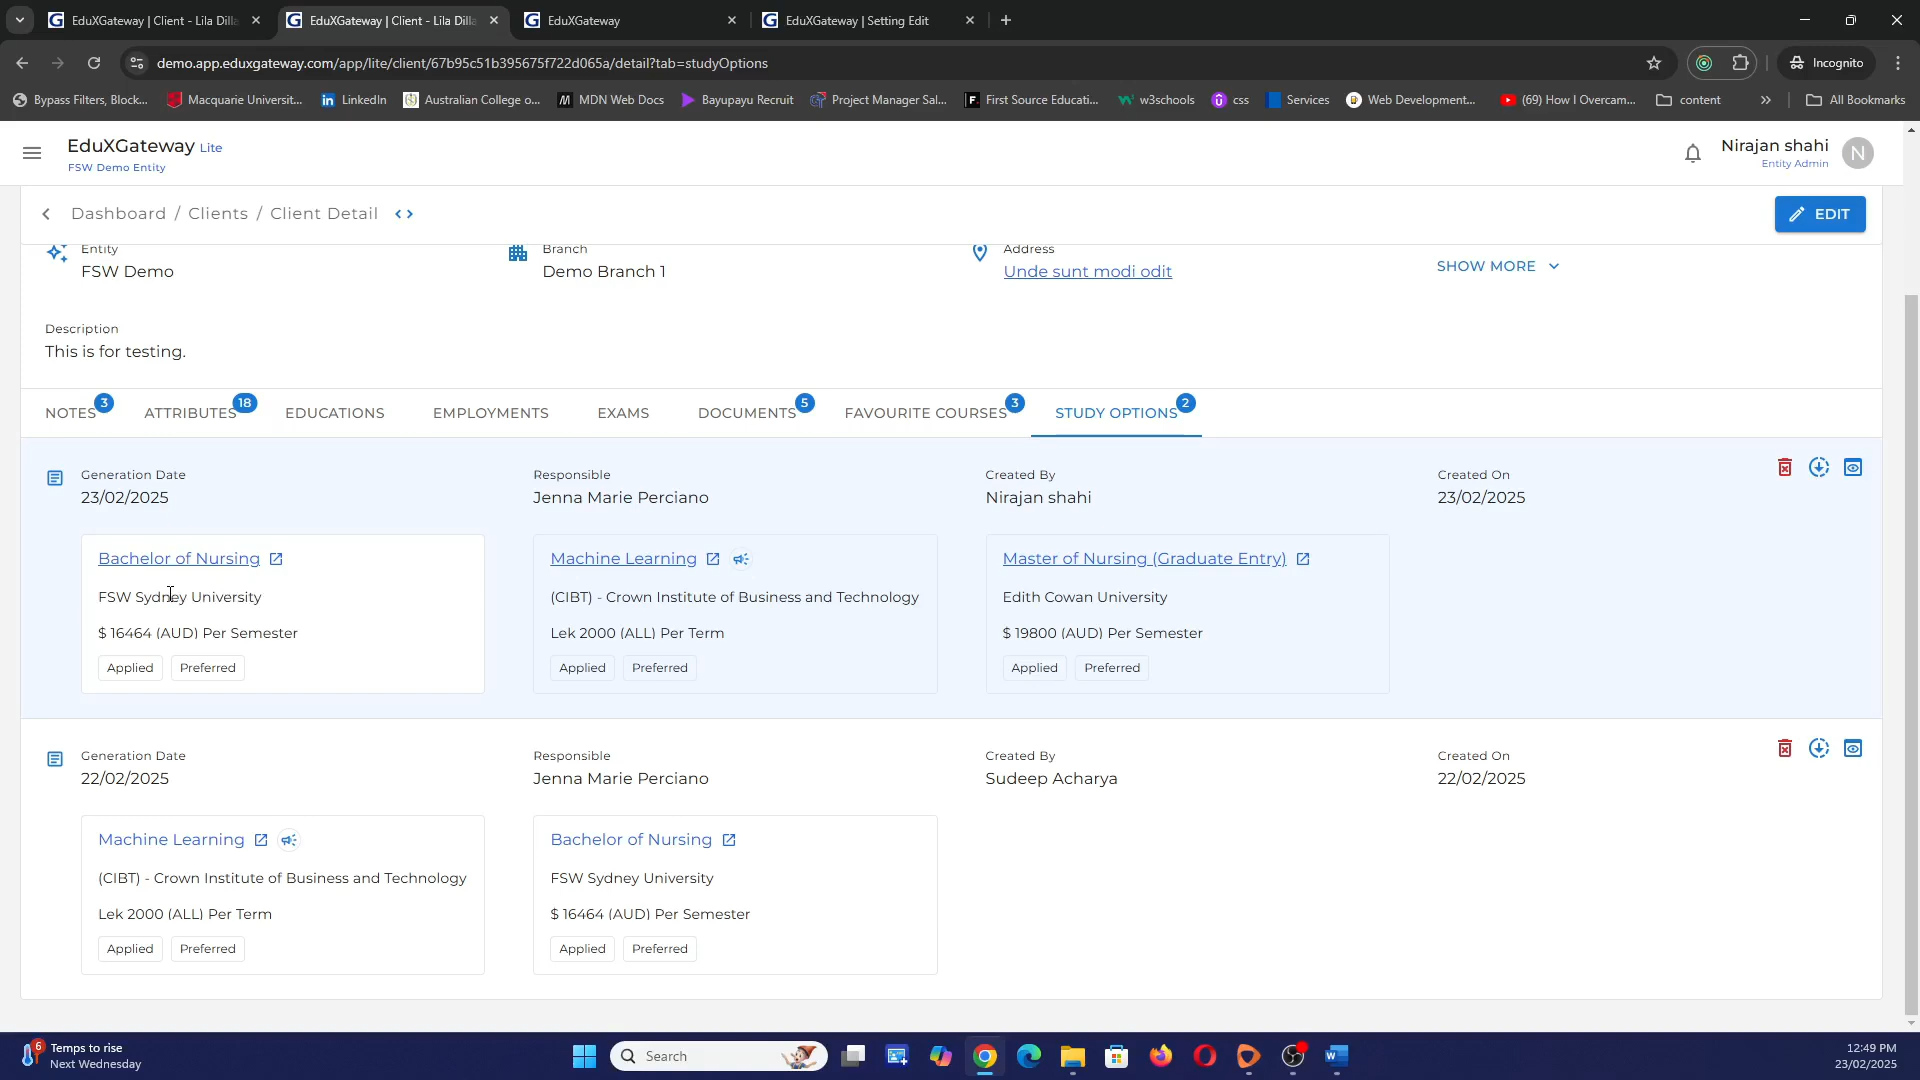 EduXGateway | Client - Lila Dilla
EduXGateway | Client - Lila Dilla
EduXGateway
EduXGateway | Setting Edit
demo.app.eduxgateway.com/app/lite/client/67b95c51b395675f722d065a/detail?tab=studyOptions
Incognito
Bypass Filters, Block...
Macquarie Universit...
LinkedIn
Australian College o...
MDN Web Docs
Bayupayu Recruit
Project Manager Sal...
First Source Educati...
w3schools
css
Services
Web Development...
(69) How I Overcam...
content
All Bookmarks
EduXGateway Lite
FSW Demo Entity
Nirajan shahi
Entity Admin
N
Dashboard / Clients / Client Detail
EDIT
Entity
FSW Demo
Branch
Demo Branch 1
Address
Unde sunt modi odit
SHOW MORE
Description
This is for testing.
NOTES 3
ATTRIBUTES 18
EDUCATIONS
EMPLOYMENTS
EXAMS
DOCUMENTS 5
FAVOURITE COURSES 3
STUDY OPTIONS 2
Generation Date
23/02/2025
Responsible
Jenna Marie Perciano
Created By
Nirajan shahi
Created On
23/02/2025
Bachelor of Nursing
FSW Sydney University
$ 16464 (AUD) Per Semester
Applied
Preferred
Machine Learning
(CIBT) - Crown Institute of Business and Technology
Lek 2000 (ALL) Per Term
Applied
Preferred
Master of Nursing (Graduate Entry)
Edith Cowan University
$ 19800 (AUD) Per Semester
Applied
Preferred
Generation Date
22/02/2025
Responsible
Jenna Marie Perciano
Created By
Sudeep Acharya
Created On
22/02/2025
Machine Learning
(CIBT) - Crown Institute of Business and Technology
Lek 2000 (ALL) Per Term
Applied
Preferred
Bachelor of Nursing
FSW Sydney University
$ 16464 (AUD) Per Semester
Applied
Preferred
6
Temps to rise
Next Wednesday
Search
12:49 PM
23/02/2025